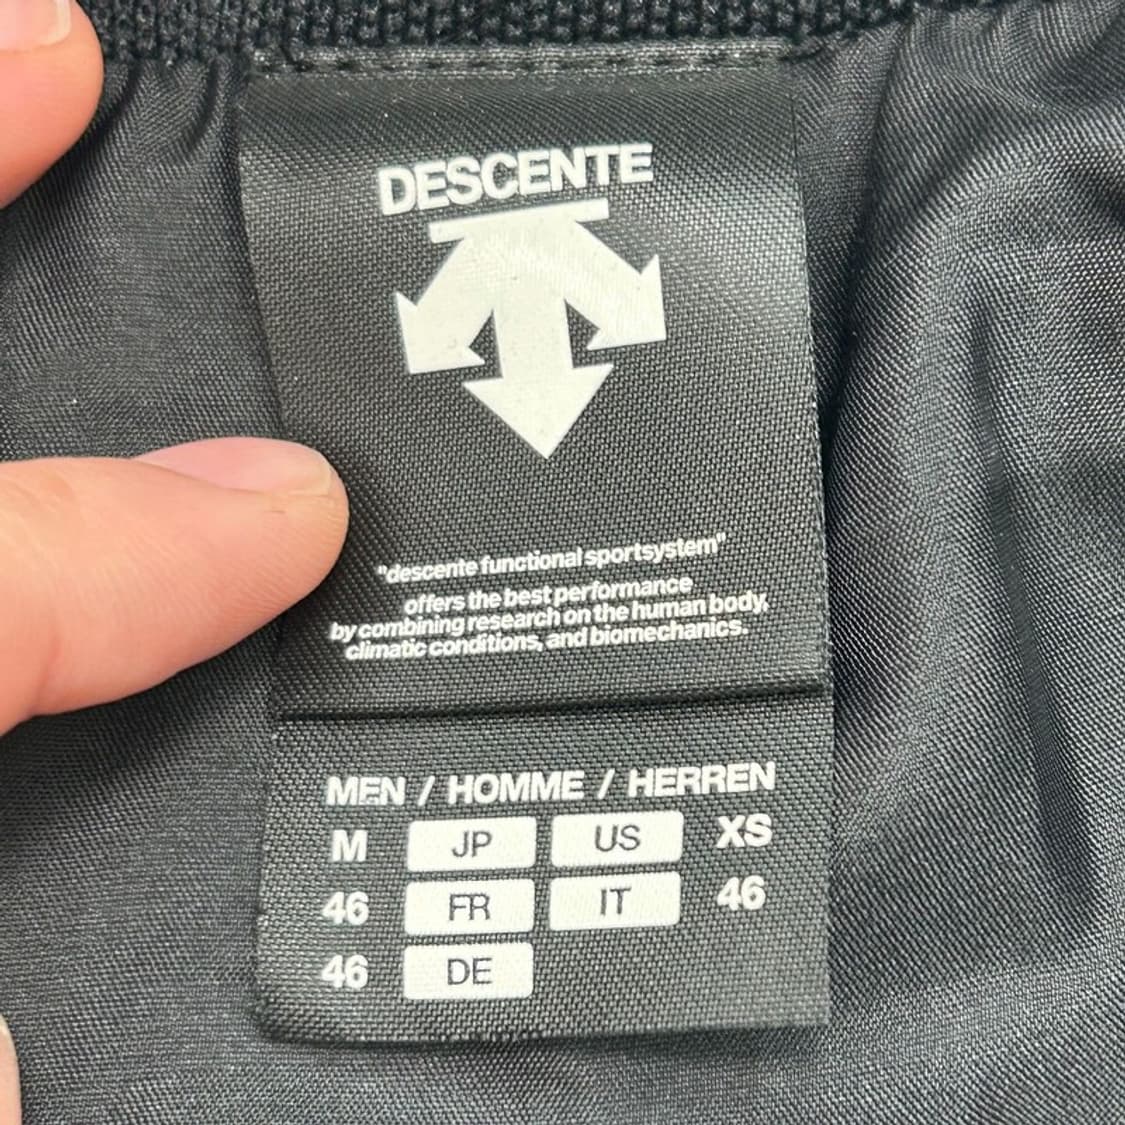 DESCENTE
"descente functional sportsystem"
offers the best performance
by combining research on the human body,
climatic conditions, and biomechanics.
MEN / HOMME / HERREN
M JP US XS
46 FR IT 46
46 DE